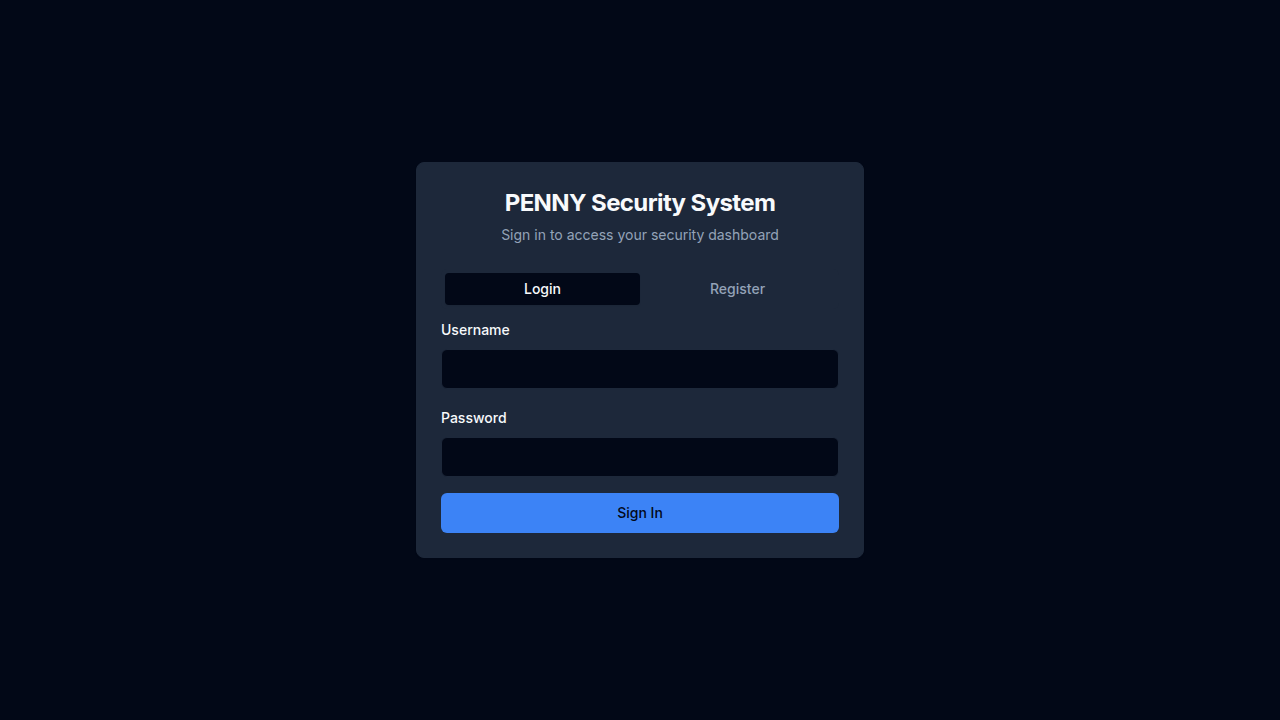 PENNY Security System
Sign in to access your security dashboard
Login
Register
Username
Password
Sign In